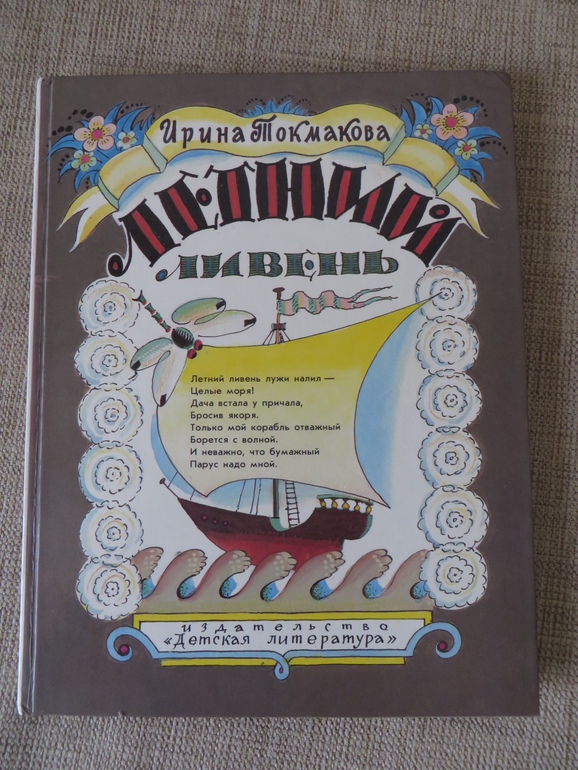 Ирина Токмакова
ЛЕТНИЙ
ЛИВЕНЬ
Летний ливень лужи налил —
Целые моря!
Дача встала у причала,
Бросив якоря.
Только мой корабль отважный
Борется с волной.
И неважно, что бумажный
Парус надо мной.
издательство
«Детская литература»